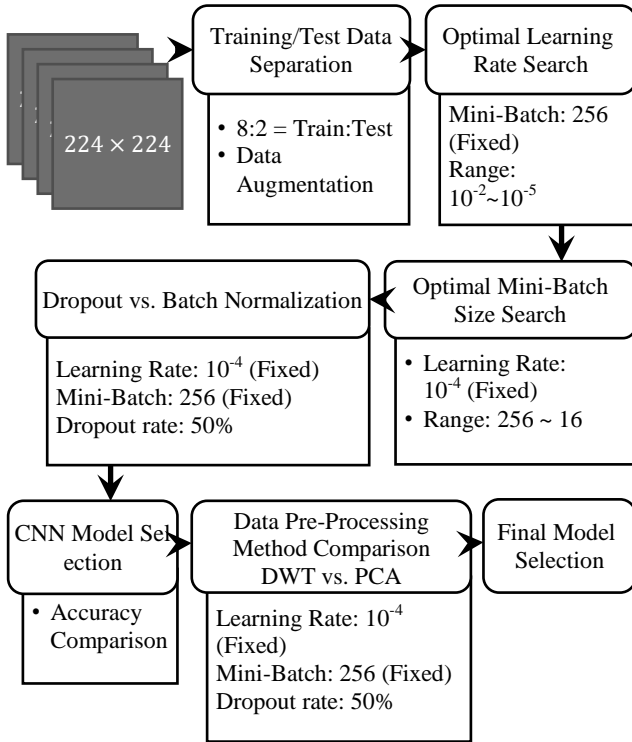 224 × 224
Training/Test Data
Separation
• 8:2 = Train:Test
• Data
Augmentation
Optimal Learning
Rate Search
Mini-Batch: 256
(Fixed)
Range:
10⁻²~10⁻⁵
Dropout vs. Batch Normalization
Learning Rate: 10⁻⁴ (Fixed)
Mini-Batch: 256 (Fixed)
Dropout rate: 50%
Optimal Mini-Batch
Size Search
• Learning Rate:
10⁻⁴ (Fixed)
• Range: 256 ~ 16
CNN Model Sel
ection
• Accuracy
Comparison
Data Pre-Processing
Method Comparison
DWT vs. PCA
Learning Rate: 10⁻⁴
(Fixed)
Mini-Batch: 256 (Fixed)
Dropout rate: 50%
Final Model
Selection